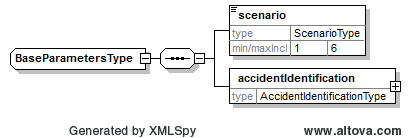 scenario
type ScenarioType
min/maxIncl 1 6
BaseParametersType
accidentIdentification
type AccidentIdentificationType
Generated by XMLSpy
www.altova.com